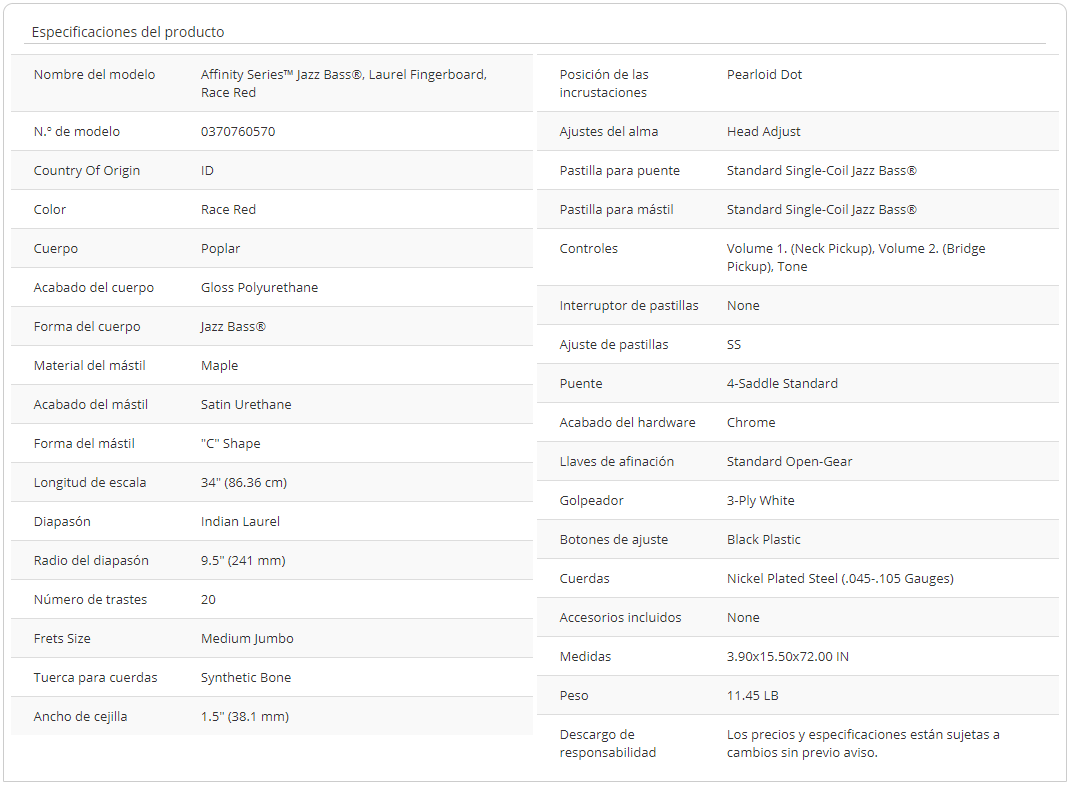 Especificaciones del producto
Nombre del modelo Affinity Series™ Jazz Bass®, Laurel Fingerboard,
Race Red
N.º de modelo 0370760570
Country Of Origin ID
Color Race Red
Cuerpo Poplar
Acabado del cuerpo Gloss Polyurethane
Forma del cuerpo Jazz Bass®
Material del mástil Maple
Acabado del mástil Satin Urethane
Forma del mástil "C" Shape
Longitud de escala 34" (86.36 cm)
Diapasón Indian Laurel
Radio del diapasón 9.5" (241 mm)
Número de trastes 20
Frets Size Medium Jumbo
Tuerca para cuerdas Synthetic Bone
Ancho de cejilla 1.5" (38.1 mm)
Posición de las Pearloid Dot
incrustaciones
Ajustes del alma Head Adjust
Pastilla para puente Standard Single-Coil Jazz Bass®
Pastilla para mástil Standard Single-Coil Jazz Bass®
Controles Volume 1. (Neck Pickup), Volume 2. (Bridge
Pickup), Tone
Interruptor de pastillas None
Ajuste de pastillas SS
Puente 4-Saddle Standard
Acabado del hardware Chrome
Llaves de afinación Standard Open-Gear
Golpeador 3-Ply White
Botones de ajuste Black Plastic
Cuerdas Nickel Plated Steel (.045-.105 Gauges)
Accesorios incluidos None
Medidas 3.90x15.50x72.00 IN
Peso 11.45 LB
Descargo de Los precios y especificaciones están sujetas a
responsabilidad cambios sin previo aviso.